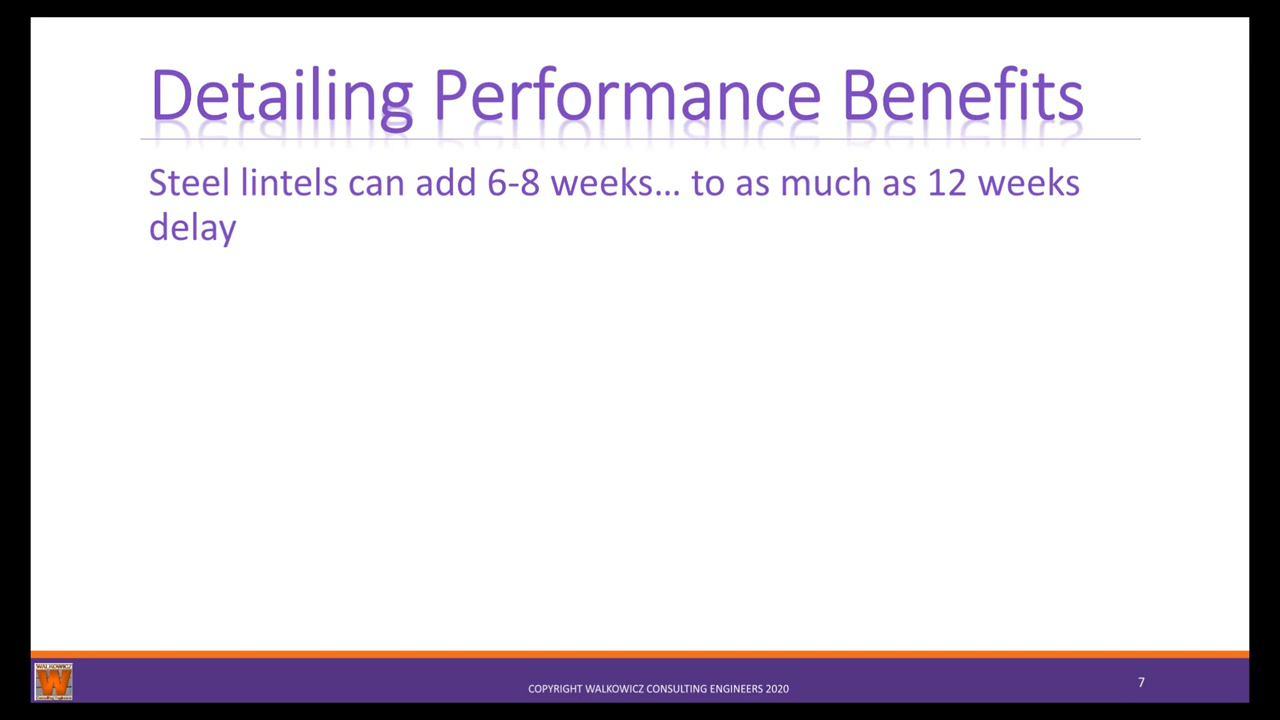 Detailing Performance Benefits
Steel lintels can add 6-8 weeks... to as much as 12 weeks
delay
WALKOWICZ
W
COPYRIGHT WALKOWICZ CONSULTING ENGINEERS 2020
7